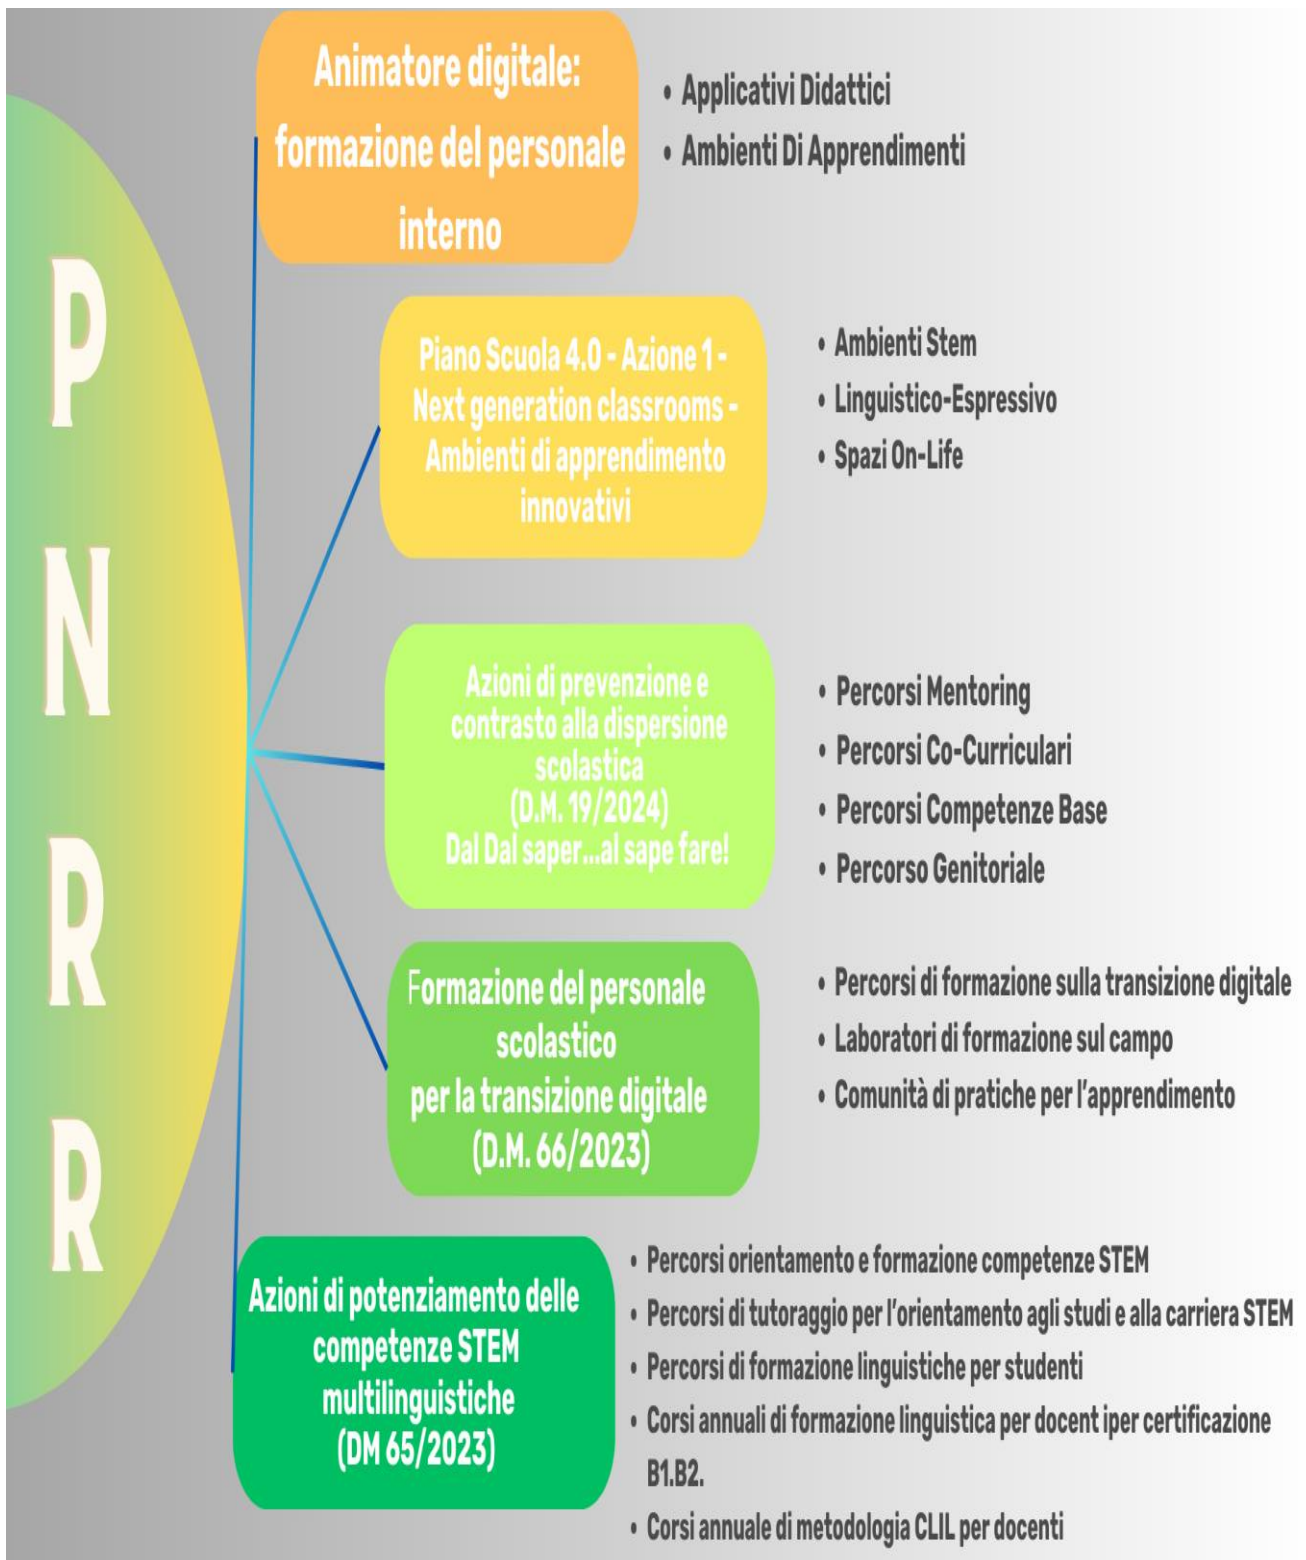 PNRR
Animatore digitale:
formazione del personale
interno
• Applicativi Didattici
• Ambienti Di Apprendimenti
Piano Scuola 4.0 - Azione 1 -
Next generation classrooms -
Ambienti di apprendimento
innovativi
• Ambienti Stem
• Linguistico-Espressivo
• Spazi On-Life
Azioni di prevenzione e
contrasto alla dispersione
scolastica
(D.M. 19/2024)
Dal Dal saper...al sape fare!
• Percorsi Mentoring
• Percorsi Co-Curriculari
• Percorsi Competenze Base
• Percorso Genitoriale
Formazione del personale
scolastico
per la transizione digitale
(D.M. 66/2023)
• Percorsi di formazione sulla transizione digitale
• Laboratori di formazione sul campo
• Comunità di pratiche per l'apprendimento
Azioni di potenziamento delle
competenze STEM
multilinguistiche
(DM 65/2023)
• Percorsi orientamento e formazione competenze STEM
• Percorsi di tutoraggio per l'orientamento agli studi e alla carriera STEM
• Percorsi di formazione linguistiche per studenti
• Corsi annuali di formazione linguistica per docent iper certificazione
B1.B2.
• Corsi annuale di metodologia CLIL per docenti